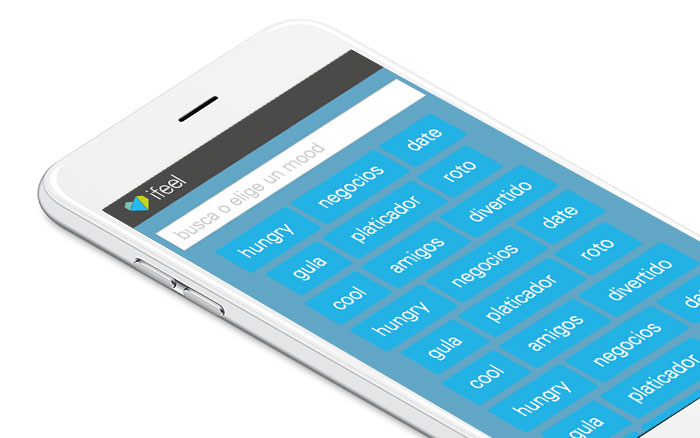 ifeel
busca o elige un mood
hungry negocios date
gula platicador roto
cool amigos divertido
hungry negocios date
gula platicador roto
cool amigos divertido
hungry negocios
gula platicador